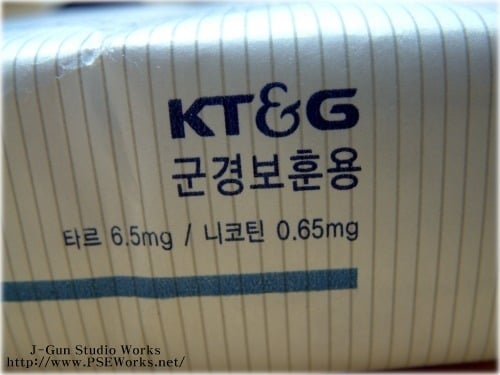 KT&G
군경보훈용
타르 6.5mg / 니코틴 0.65mg
J-Gun Studio Works
http://www.PSEWorks.net/